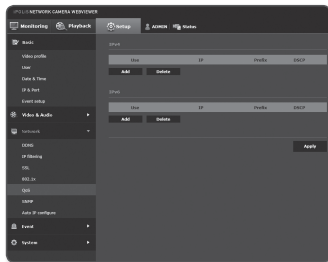 iPOLiS NETWORK CAMERA WEBVIEWER
Monitoring
Playback
Setup
ADMIN
Status
Basic
Video profile
User
Date & Time
IP & Port
Event setup
Video & Audio
Network
DDNS
IP filtering
SSL
802.1x
QoS
SNMP
Auto IP configure
Event
System
IPv4
Use IP Prefix DSCP
Add Delete
IPv6
Use IP Prefix DSCP
Add Delete
Apply